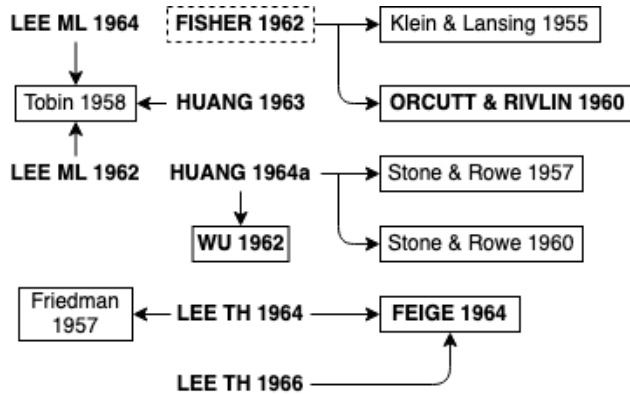 LEE ML 1964
FISHER 1962
Klein & Lansing 1955
Tobin 1958
HUANG 1963
ORCUTT & RIVLIN 1960
LEE ML 1962
HUANG 1964a
Stone & Rowe 1957
WU 1962
Stone & Rowe 1960
Friedman
1957
LEE TH 1964
FEIGE 1964
LEE TH 1966